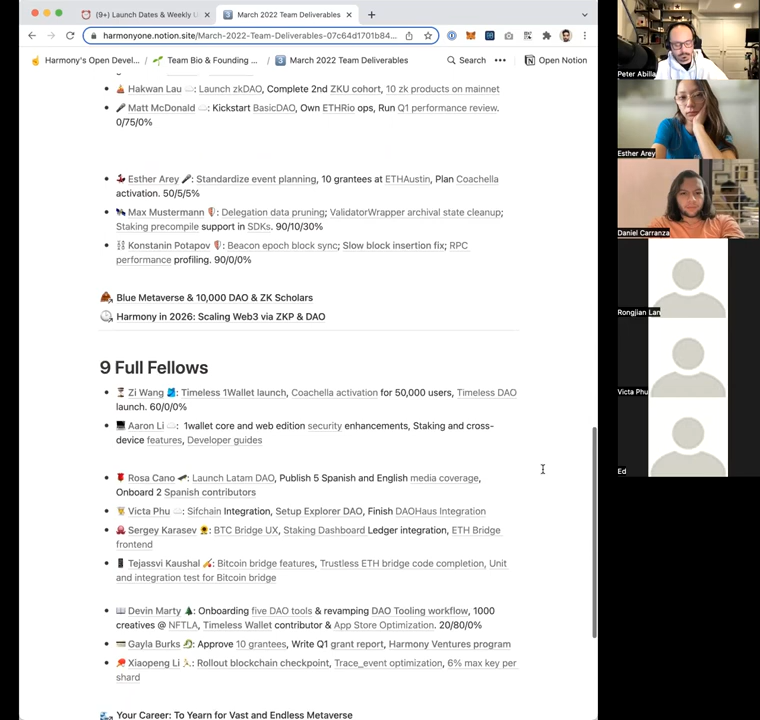 (9+) Launch Dates & Weekly U
March 2022 Team Deliverables
harmonyone.notion.site/March-2022-Team-Deliverables-07c64d1701b84...
Harmony's Open Devel... / Team Bio & Founding ... / March 2022 Team Deliverables
Search
Open Notion
Hakwan Lau : Launch zkDAO, Complete 2nd ZKU cohort, 10 zk products on mainnet
Matt McDonald : Kickstart BasicDAO, Own ETHRio ops, Run Q1 performance review.
0/75/0%
Esther Arey : Standardize event planning, 10 grantees at ETHAustin, Plan Coachella
activation. 50/5/5%
Max Mustermann : Delegation data pruning; ValidatorWrapper archival state cleanup;
Staking precompile support in SDKs. 90/10/30%
Konstanin Potapov : Beacon epoch block sync; Slow block insertion fix; RPC
performance profiling. 90/0/0%
Blue Metaverse & 10,000 DAO & ZK Scholars
Harmony in 2026: Scaling Web3 via ZKP & DAO
9 Full Fellows
Zi Wang : Timeless 1Wallet launch, Coachella activation for 50,000 users, Timeless DAO
launch. 60/0/0%
Aaron Li : 1wallet core and web edition security enhancements, Staking and cross-
device features, Developer guides
Rosa Cano : Launch Latam DAO, Publish 5 Spanish and English media coverage,
Onboard 2 Spanish contributors
Victa Phu : Sifchain Integration, Setup Explorer DAO, Finish DAOHaus Integration
Sergey Karasev : BTC Bridge UX, Staking Dashboard Ledger integration, ETH Bridge
frontend
Tejassvi Kaushal : Bitcoin bridge features, Trustless ETH bridge code completion, Unit
and integration test for Bitcoin bridge
Devin Marty : Onboarding five DAO tools & revamping DAO Tooling workflow, 1000
creatives @ NFTLA, Timeless Wallet contributor & App Store Optimization. 20/80/0%
Gayla Burks : Approve 10 grantees, Write Q1 grant report, Harmony Ventures program
Xiaopeng Li : Rollout blockchain checkpoint, Trace_event optimization, 6% max key per
shard
Your Career: To Yearn for Vast and Endless Metaverse
Peter Abilla
Esther Arey
Daniel Carranza
Rongjian Lan
Victa Phu
Ed